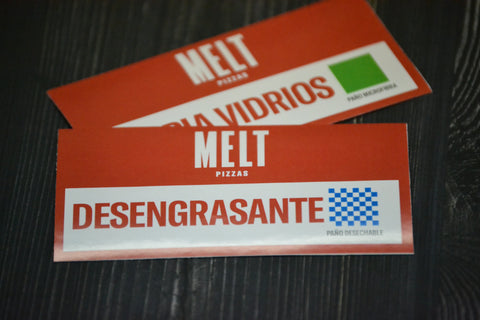 MELT
PIZZAS
VIDRIOS
PAÑO MICROFIBRA
MELT
PIZZAS
DESENGRASANTE
PAÑO DESECHABLE